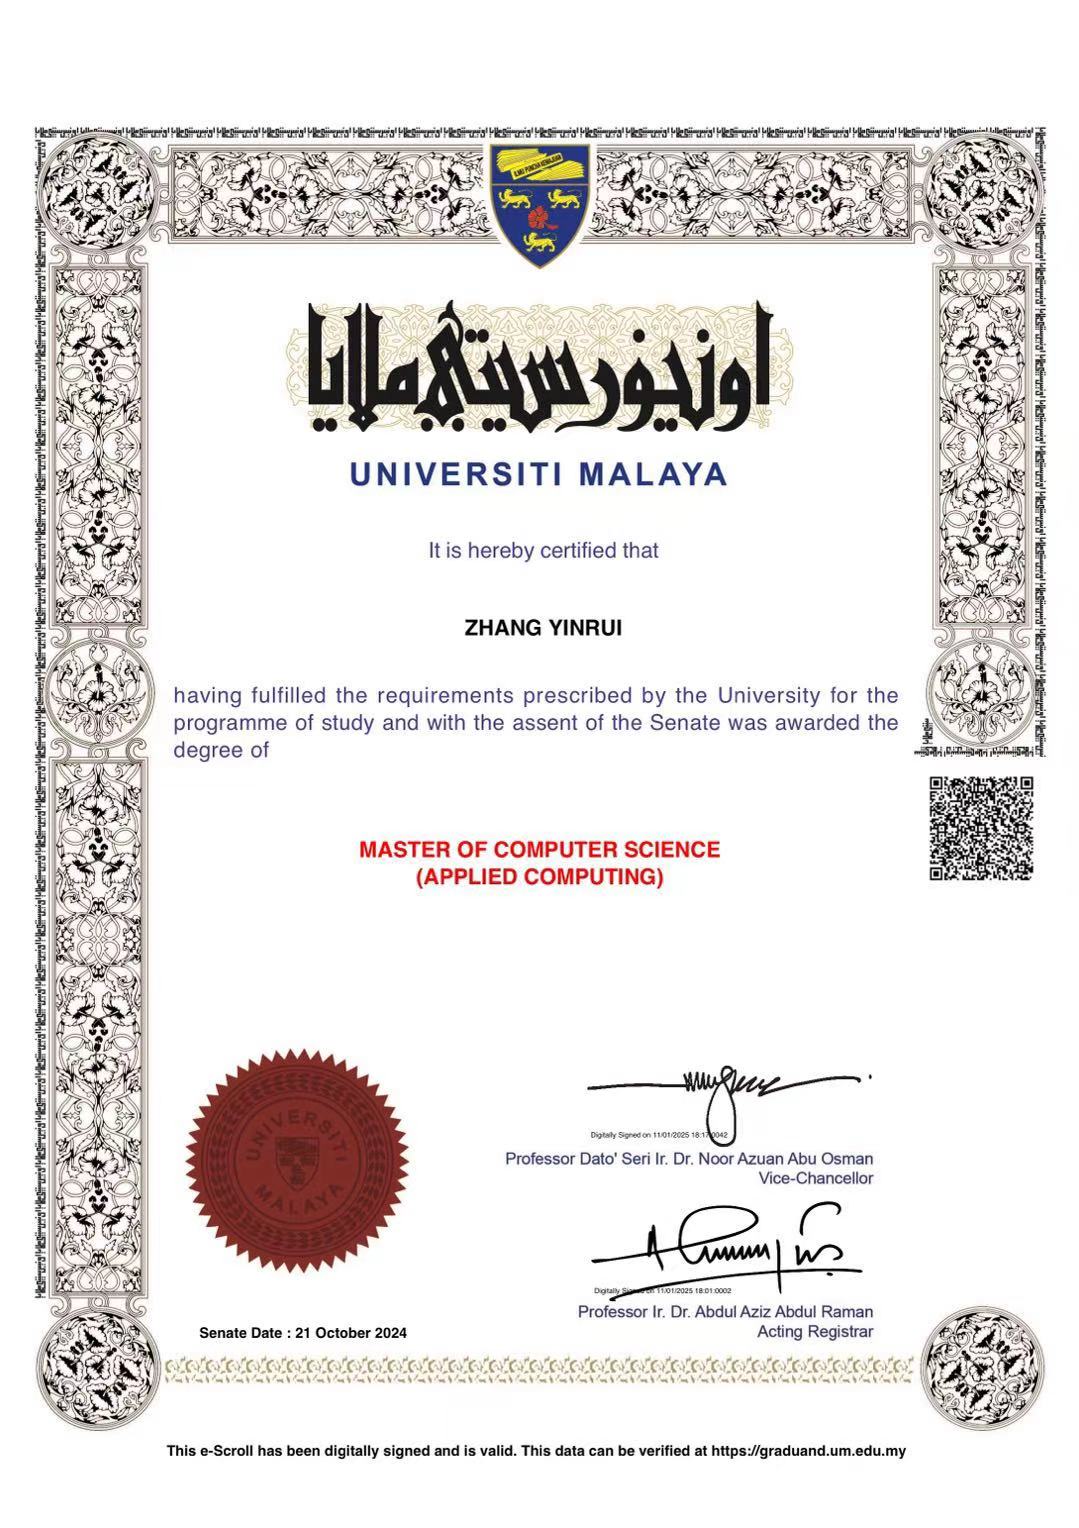 ILMU PUNCHA KEMAJUAN
اونيۏرسيتي ملايا
UNIVERSITI MALAYA
It is hereby certified that
ZHANG YINRUI
having fulfilled the requirements prescribed by the University for the
programme of study and with the assent of the Senate was awarded the
degree of
MASTER OF COMPUTER SCIENCE
(APPLIED COMPUTING)
UNIVERSITI
MALAYA
Digitally Signed on 11/01/2025 18:17:0042
Professor Dato' Seri Ir. Dr. Noor Azuan Abu Osman
Vice-Chancellor
Digitally Signed on 11/01/2025 18:01:0002
Professor Ir. Dr. Abdul Aziz Abdul Raman
Acting Registrar
Senate Date : 21 October 2024
This e-Scroll has been digitally signed and is valid. This data can be verified at https://graduand.um.edu.my